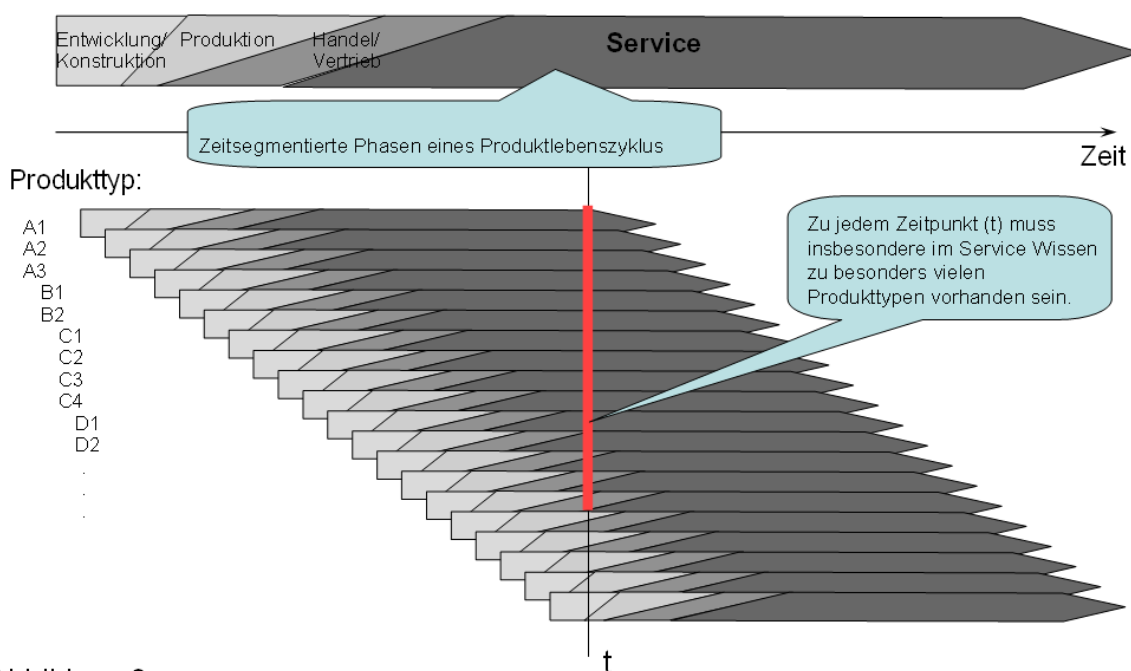 Entwicklung/
Konstruktion
Produktion
Handel/
Vertrieb
Service
Zeitsegmentierte Phasen eines Produktlebenszyklus
Zeit
Produkttyp:
A1
A2
A3
B1
B2
C1
C2
C3
C4
D1
D2
.
.
.
Zu jedem Zeitpunkt (t) muss
insbesondere im Service Wissen
zu besonders vielen
Produkttypen vorhanden sein.
t